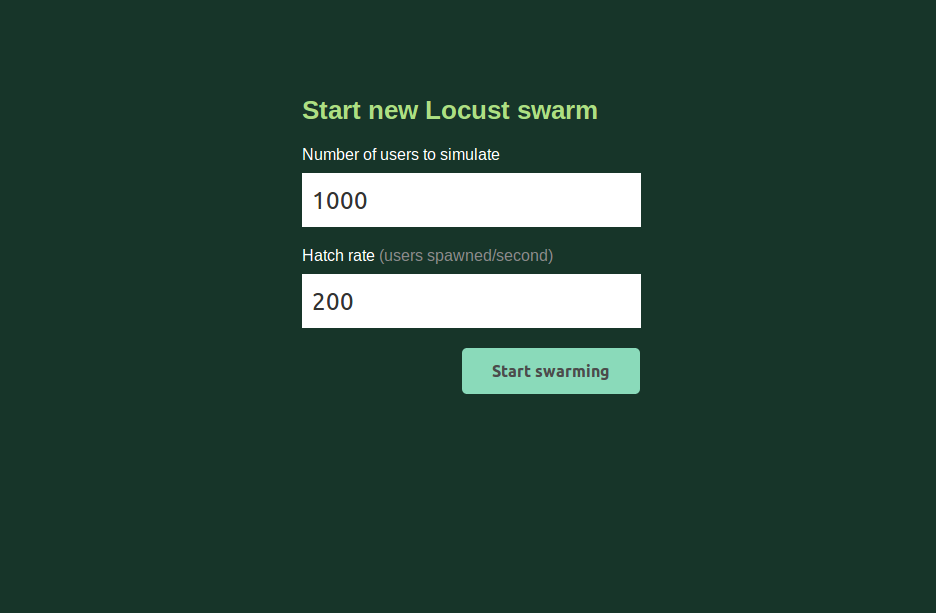 Start new Locust swarm
Number of users to simulate
1000
Hatch rate (users spawned/second)
200
Start swarming